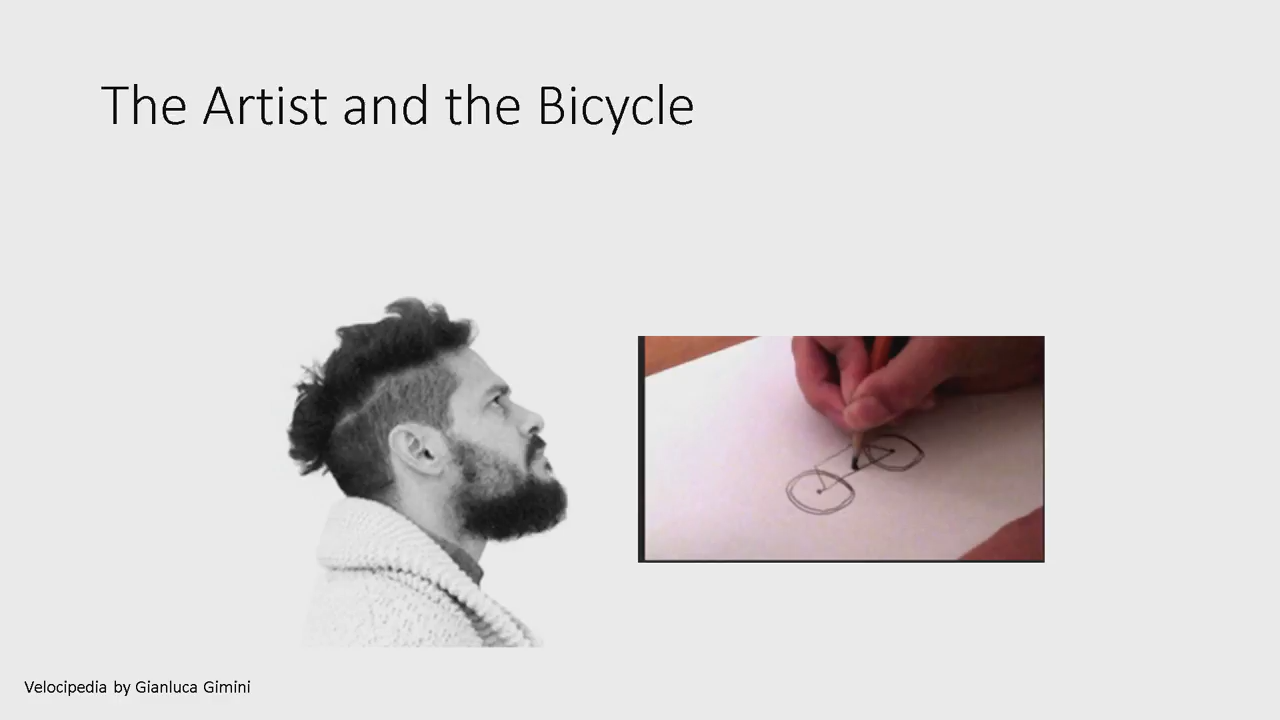 The Artist and the Bicycle
Velocipedia by Gianluca Gimini